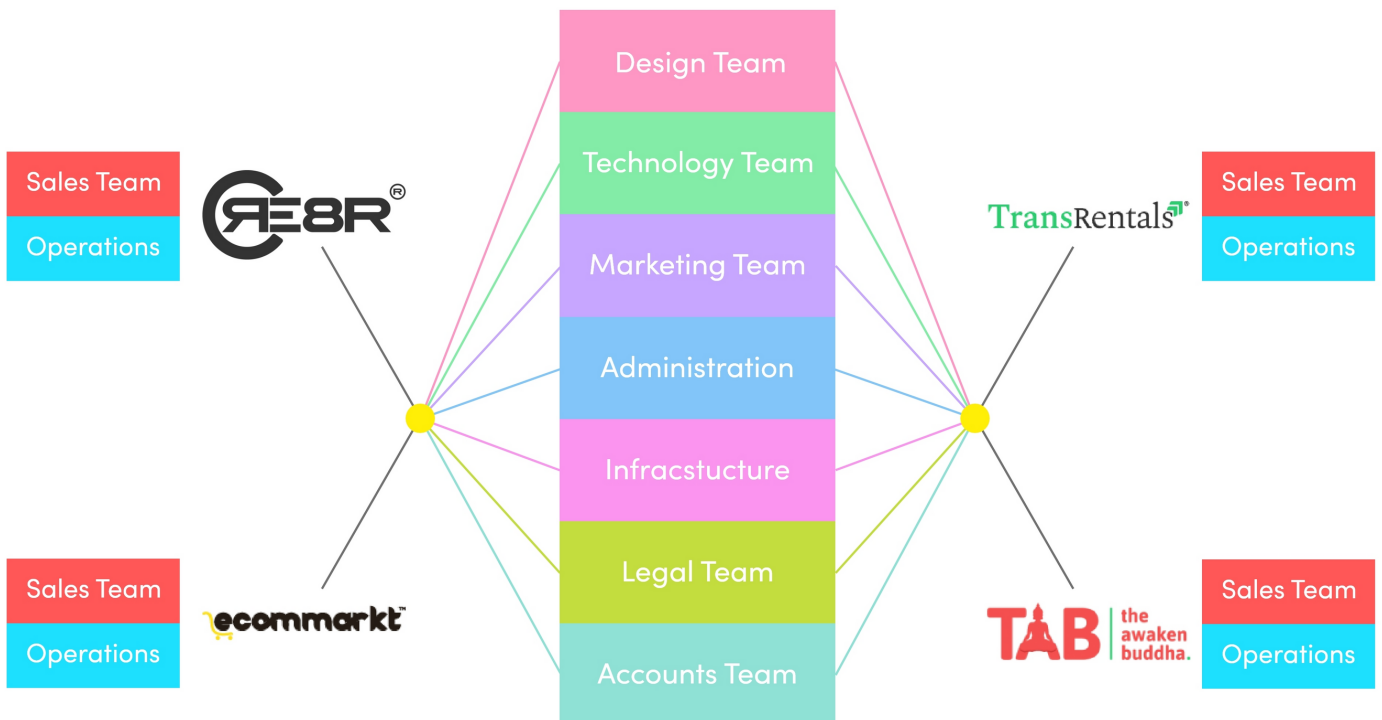 Design Team
Technology Team
Marketing Team
Administration
Infracstucture
Legal Team
Accounts Team
Sales Team
Operations
CRE8R®
Sales Team
Operations
ecommarkt™
TransRentals®
Sales Team
Operations
TAB
the
awaken
buddha.
Sales Team
Operations